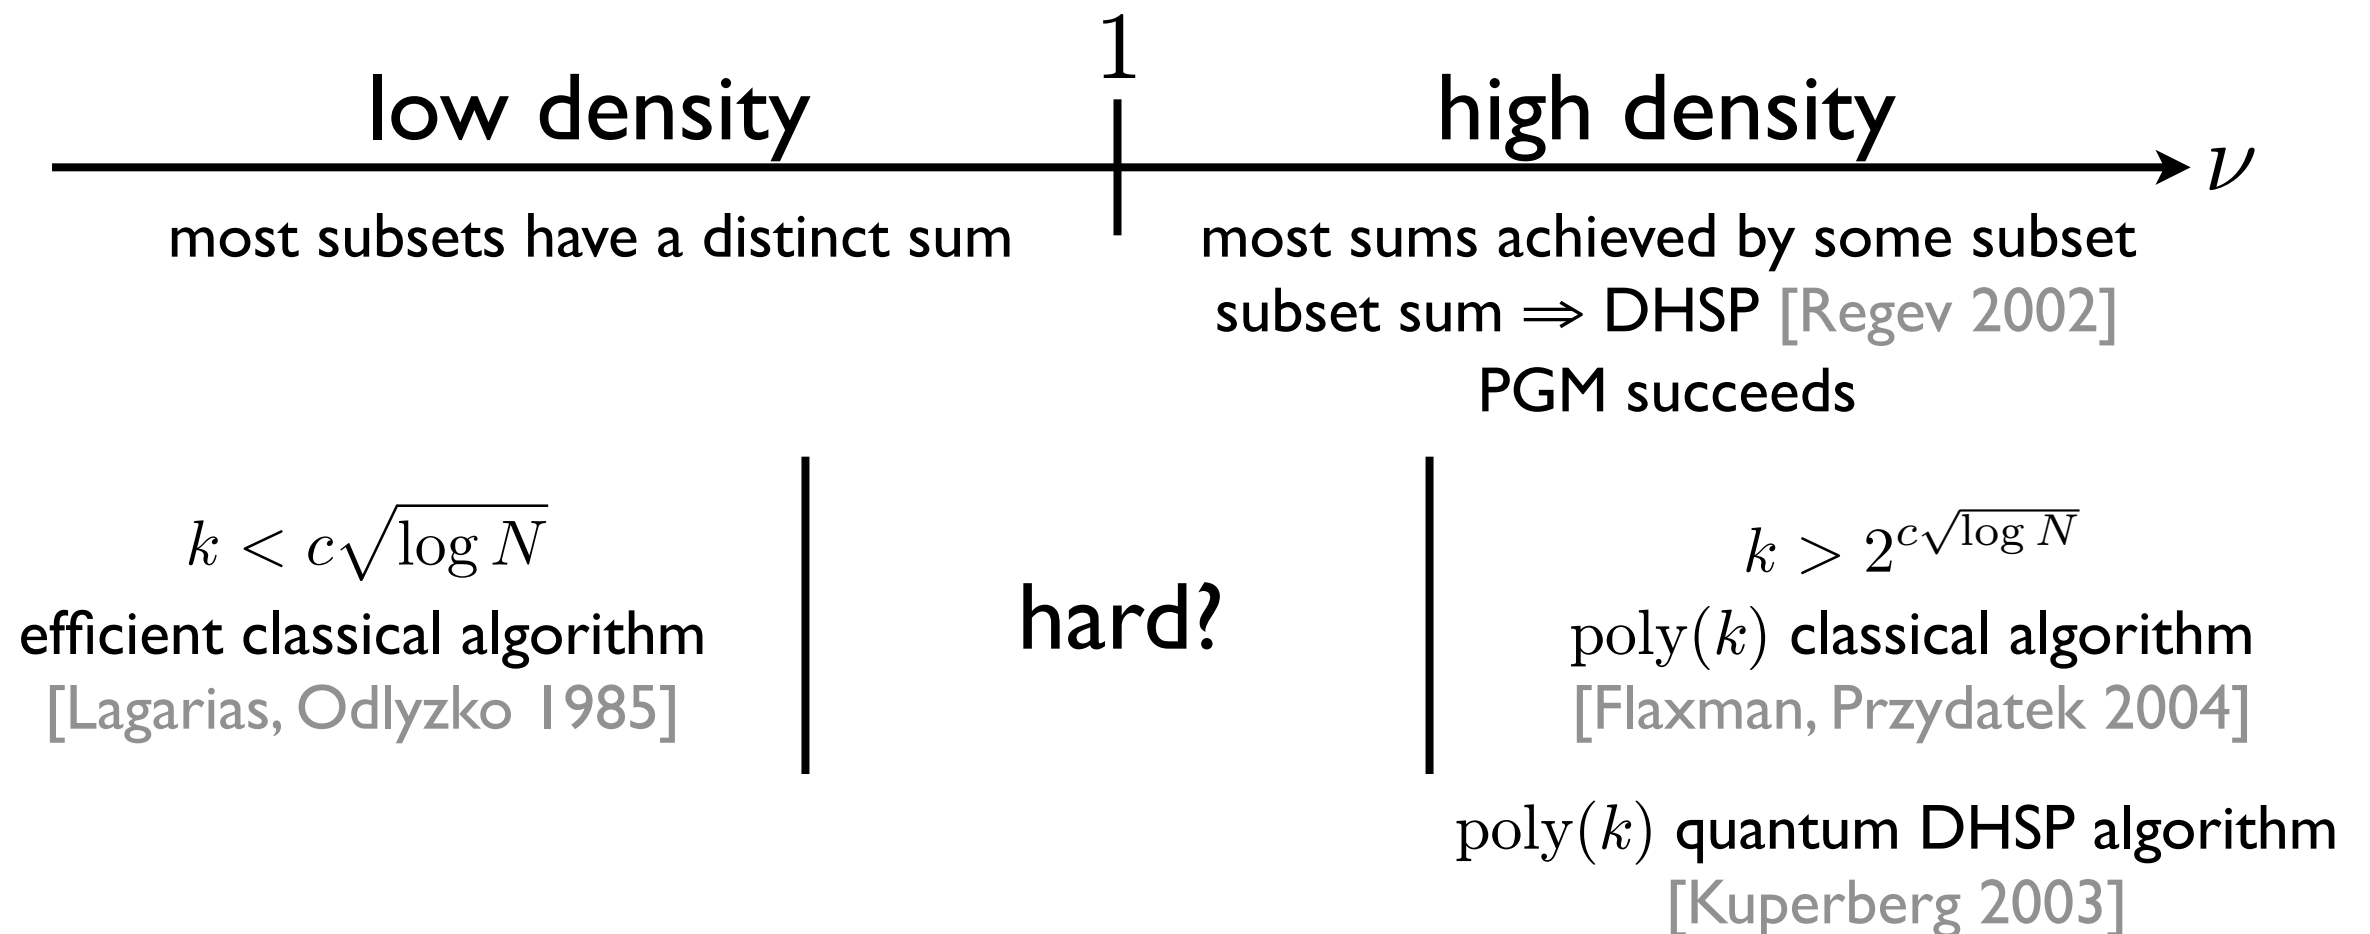 1
low density
high density
ν
most subsets have a distinct sum
most sums achieved by some subset
subset sum ⇒ DHSP [Regev 2002]
PGM succeeds
k < c√log N
efficient classical algorithm
[Lagarias, Odlyzko 1985]
hard?
k > 2^{c√log N}
poly(k) classical algorithm
[Flaxman, Przydatek 2004]
poly(k) quantum DHSP algorithm
[Kuperberg 2003]